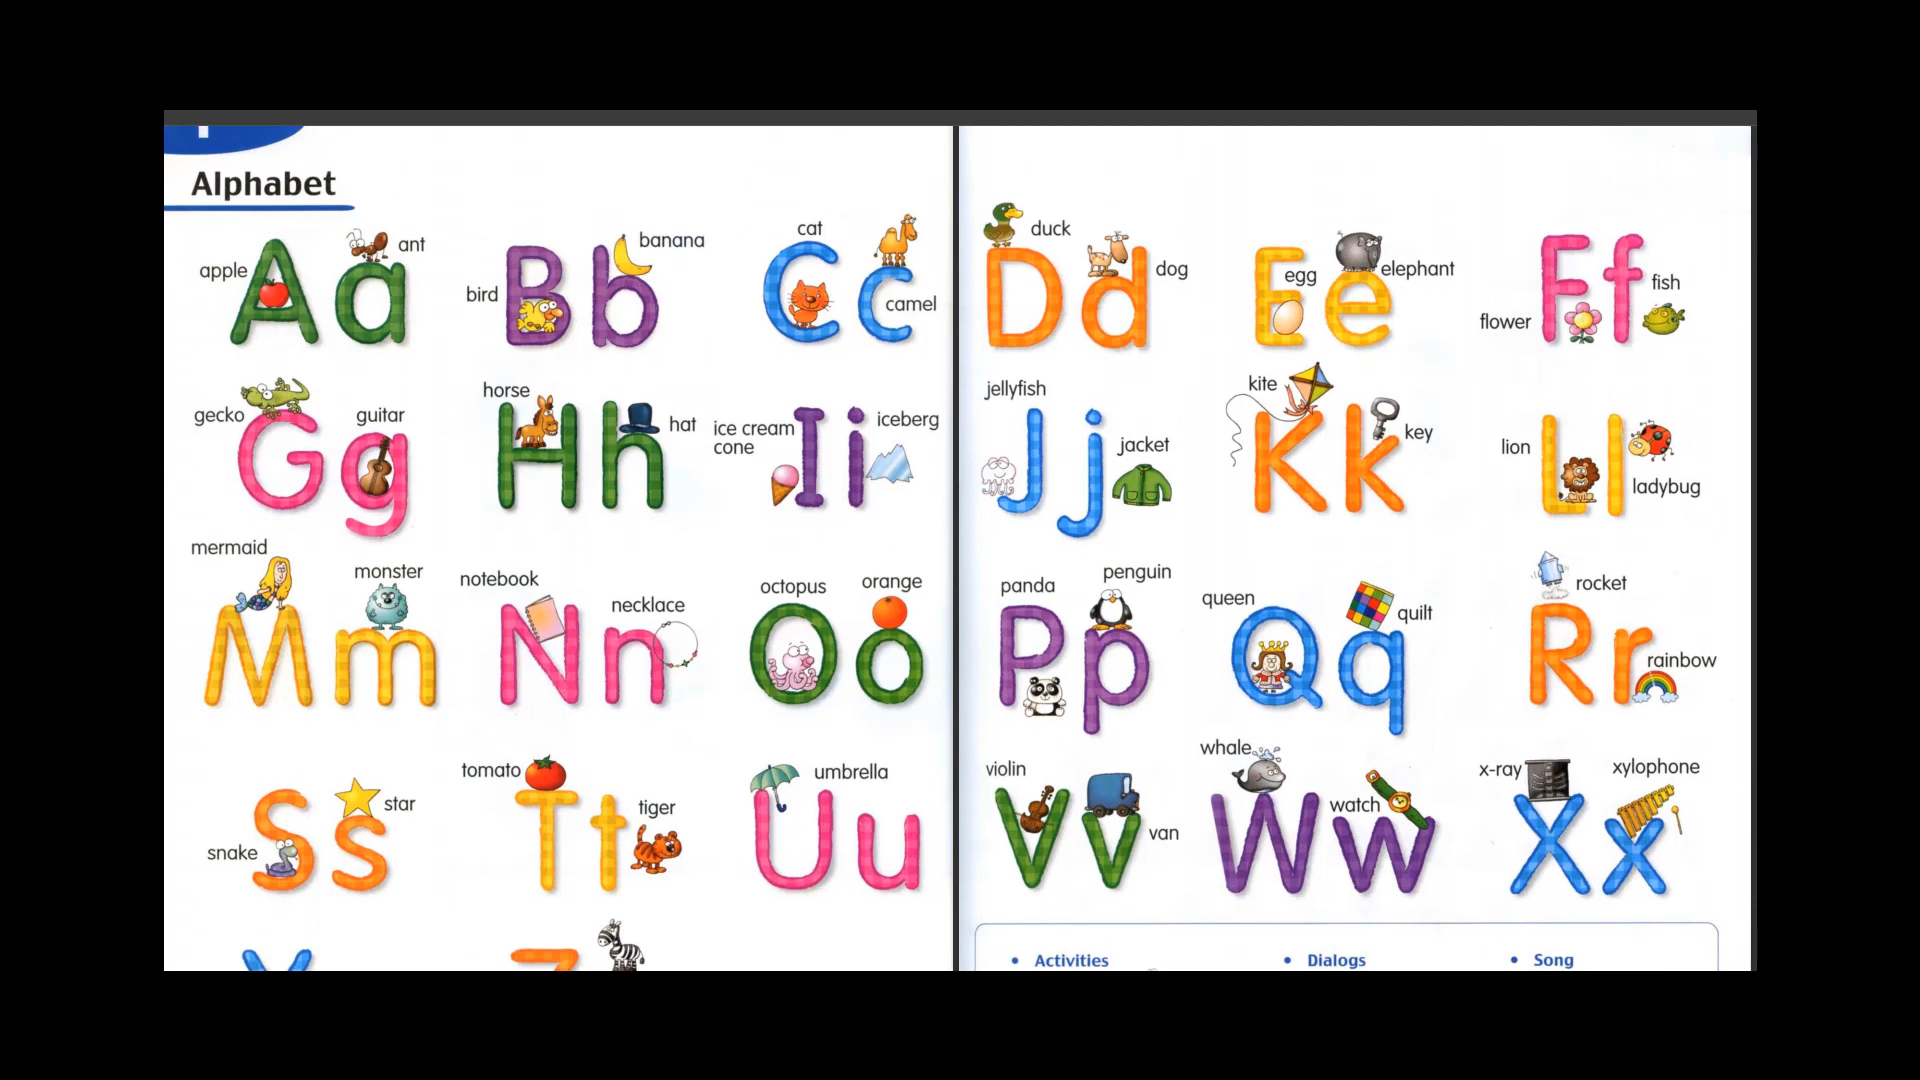 Alphabet
apple
Aa
ant
bird
Bb
banana
cat
Cc
camel
duck
Dd
dog
egg
Ee
elephant
flower
Ff
fish
gecko
Gg
guitar
horse
Hh
hat
ice cream
cone
Ii
iceberg
jellyfish
Jj
jacket
kite
Kk
key
lion
Ll
ladybug
mermaid
Mm
monster
notebook
Nn
necklace
octopus
Oo
orange
panda
Pp
penguin
queen
Qq
quilt
Rr
rocket
rainbow
snake
Ss
star
tomato
Tt
tiger
Uu
umbrella
violin
Vv
van
whale
Ww
watch
x-ray
Xx
xylophone
• Activities
• Dialogs
• Song